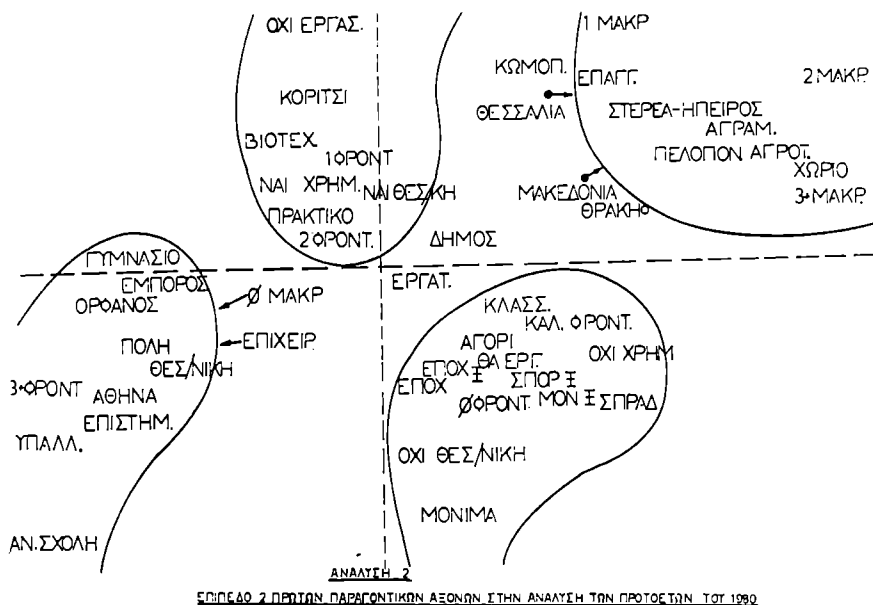 ΟΧΙ ΕΡΓΑΣ.
1 ΜΑΚΡ
ΚΩΜΟΠ.
ΕΠΑΓΓ.
2 ΜΑΚΡ.
ΚΟΡΙΤΣΙ
ΘΕΣΣΑΛΙΑ
ΣΤΕΡΕΑ-ΗΠΕΙΡΟΣ
ΑΓΡΑΜ.
ΒΙΟΤΕΧ.
1 ΦΡΟΝΤ
ΠΕΛΟΠΟΝ ΑΓΡΟΤ.
ΧΩΡΙΟ
ΝΑΙ ΧΡΗΜ.
ΝΑΙ ΘΕΣ/ΚΗ
ΜΑΚΕΔΟΝΙΑ
ΘΡΑΚΗ
3+ ΜΑΚΡ.
ΠΡΑΚΤΙΚΟ
2 ΦΡΟΝΤ.
ΔΗΜΟΣ
ΓΥΜΝΑΣΙΟ
ΕΜΠΟΡΟΣ
ΕΡΓΑΤ.
ΟΡΦΑΝΟΣ
Ø ΜΑΚΡ
ΚΛΑΣΣ.
ΚΑΛ. ΦΡΟΝΤ.
ΠΟΛΗ
ΕΠΙΧΕΙΡ.
ΑΓΟΡΙ
ΟΧΙ ΧΡΗΜ
ΘΕΣ/ΝΙΚΗ
ΕΠΟΧ Ξ
ΘΑ ΕΡΓ.
3+ΦΡΟΝΤ
ΑΘΗΝΑ
ΕΠΟΧ
ΣΠΟΡ Ξ
ΕΠΙΣΤΗΜ.
ØΦΡΟΝΤ.
ΜΟΝ Ξ
ΣΠΡΑΔ
ΥΠΑΛΛ.
ΟΧΙ ΘΕΣ/ΝΙΚΗ
ΜΟΝΙΜΑ
ΑΝ. ΣΧΟΛΗ
ΑΝΑΛΥΣΗ 2
ΕΠΙΠΕΔΟ 2 ΠΡΩΤΩΝ ΠΑΡΑΓΟΝΤΙΚΩΝ ΑΞΟΝΩΝ ΣΤΗΝ ΑΝΑΛΥΣΗ ΤΩΝ ΠΡΩΤΟΕΤΩΝ ΤΟΥ 1980